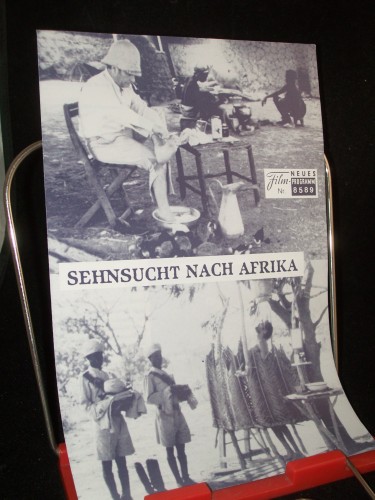 Film
NEUES
PROGRAMM
Nr.
8589
SEHNSUCHT NACH AFRIKA